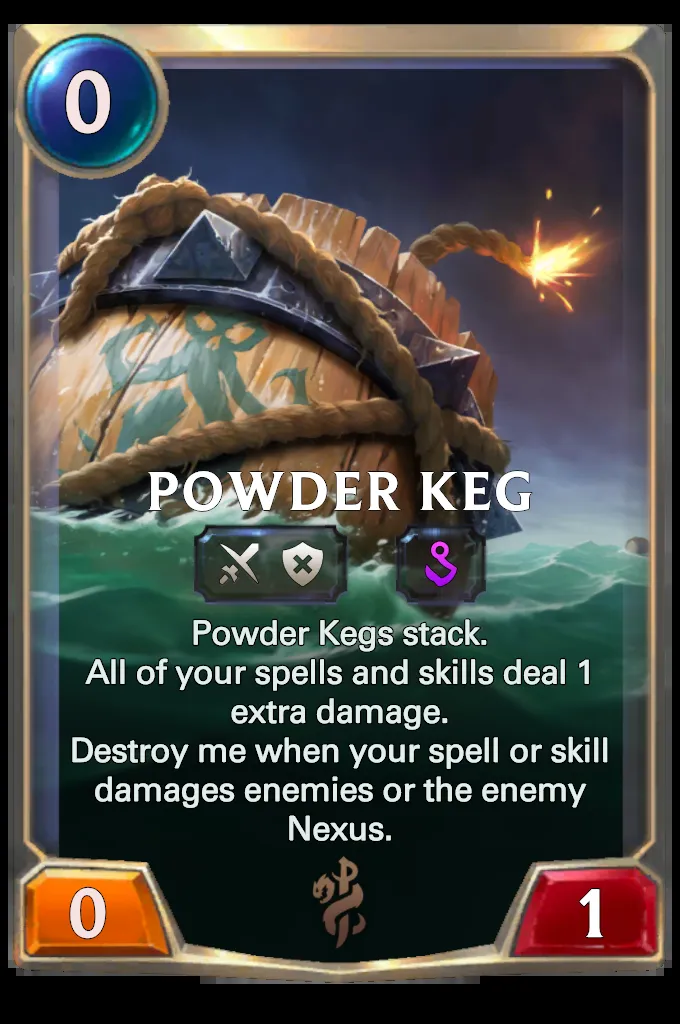 0
POWDER KEG
Powder Kegs stack.
All of your spells and skills deal 1
extra damage.
Destroy me when your spell or skill
damages enemies or the enemy
Nexus.
0
1